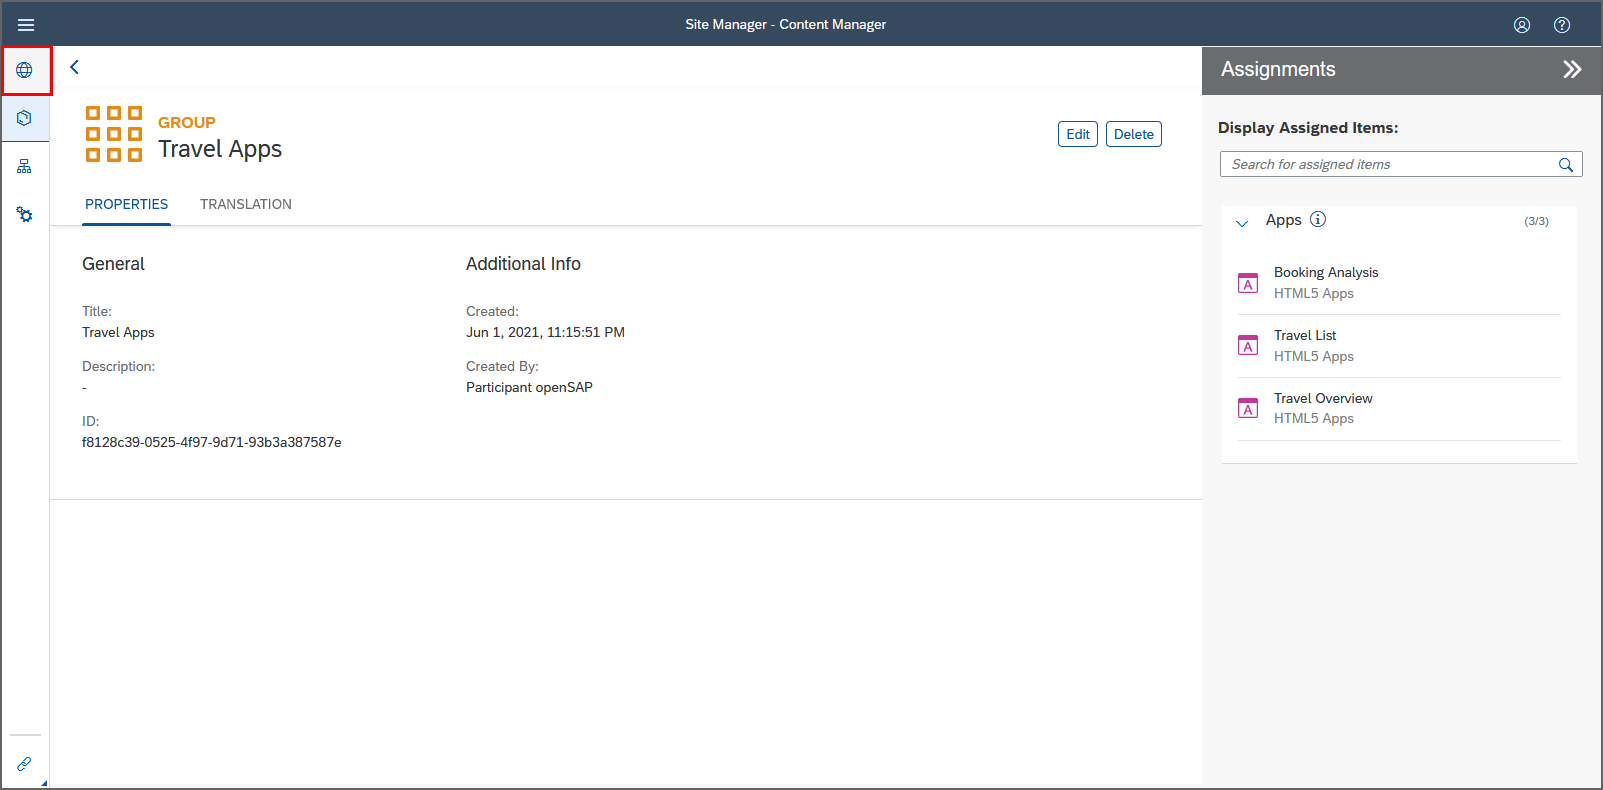 Site Manager - Content Manager
Assignments
GROUP
Travel Apps
Edit
Delete
PROPERTIES
TRANSLATION
General
Additional Info
Title:
Travel Apps
Created:
Jun 1, 2021, 11:15:51 PM
Description:
-
Created By:
Participant openSAP
ID:
f8128c39-0525-4f97-9d71-93b3a387587e
Display Assigned Items:
Search for assigned items
Apps
(3/3)
A
Booking Analysis
HTML5 Apps
A
Travel List
HTML5 Apps
A
Travel Overview
HTML5 Apps